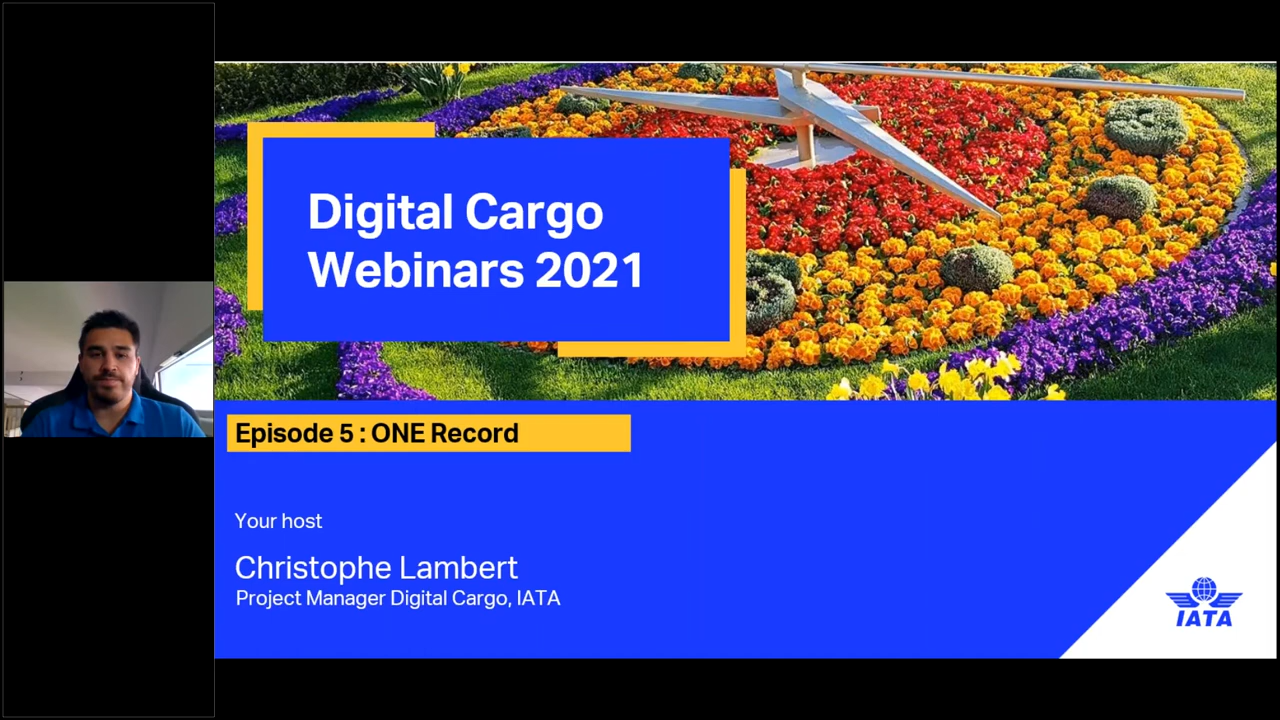 Digital Cargo
Webinars 2021
Episode 5 : ONE Record
Your host
Christophe Lambert
Project Manager Digital Cargo, IATA
IATA